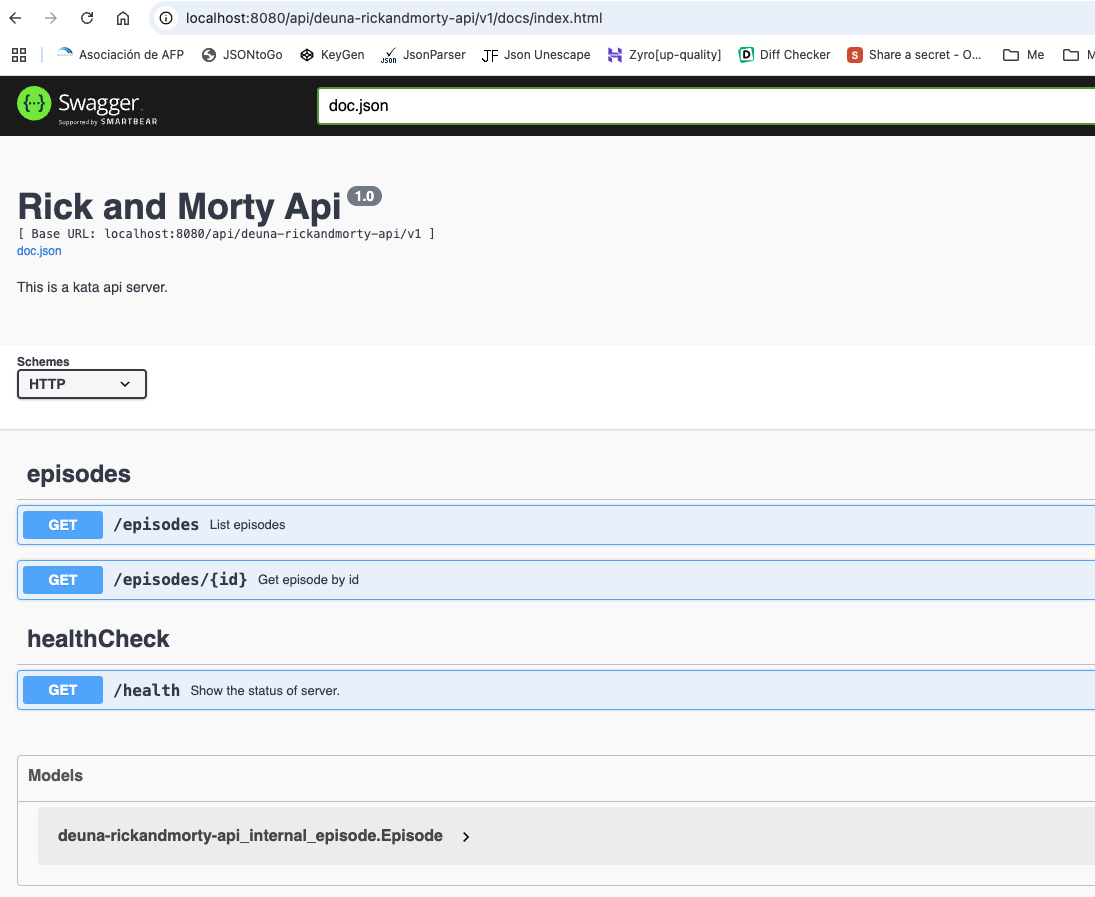 localhost:8080/api/deuna-rickandmorty-api/v1/docs/index.html
Asociación de AFP JSONtoGo KeyGen JSON JsonParser JF Json Unescape Zyro[up-quality] Diff Checker S Share a secret - O... Me M
{···} Swagger™ doc.json
Supported by SMARTBEAR
Rick and Morty Api 1.0
[ Base URL: localhost:8080/api/deuna-rickandmorty-api/v1 ]
doc.json
This is a kata api server.
Schemes
HTTP
episodes
GET /episodes List episodes
GET /episodes/{id} Get episode by id
healthCheck
GET /health Show the status of server.
Models
deuna-rickandmorty-api_internal_episode.Episode